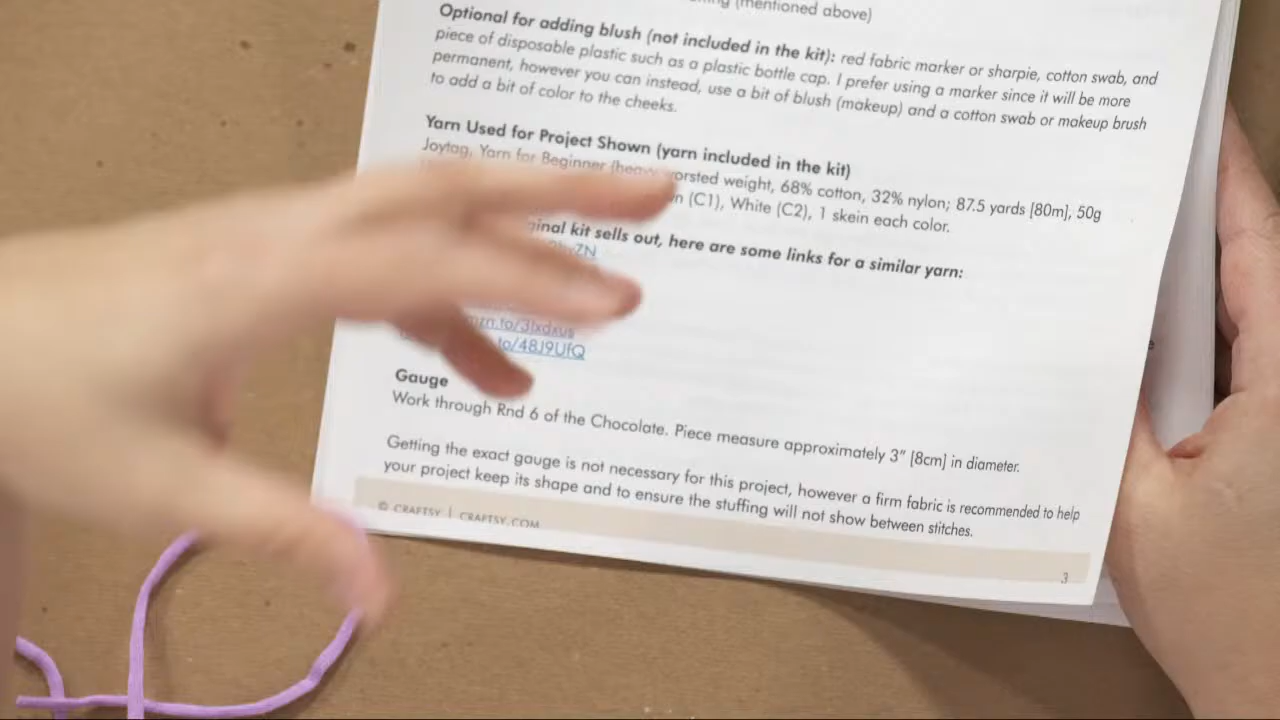 (mentioned above)
Optional for adding blush (not included in the kit): red fabric marker or sharpie, cotton swab, and
piece of disposable plastic such as a plastic bottle cap. I prefer using a marker since it will be more
permanent, however you can instead, use a bit of blush (makeup) and a cotton swab or makeup brush
to add a bit of color to the cheeks.
Yarn Used for Project Shown (yarn included in the kit)
Joytag, Yarn for Beginner (heavy worsted weight, 68% cotton, 32% nylon; 87.5 yards [80m], 50g
(C1), White (C2), 1 skein each color.
kit sells out, here are some links for a similar yarn:
to/48J9UfQ
Gauge
Work through Rnd 6 of the Chocolate. Piece measure approximately 3” [8cm] in diameter.
Getting the exact gauge is not necessary for this project, however a firm fabric is recommended to help
your project keep its shape and to ensure the stuffing will not show between stitches.
© CRAFTSY | CRAFTSY.COM
3